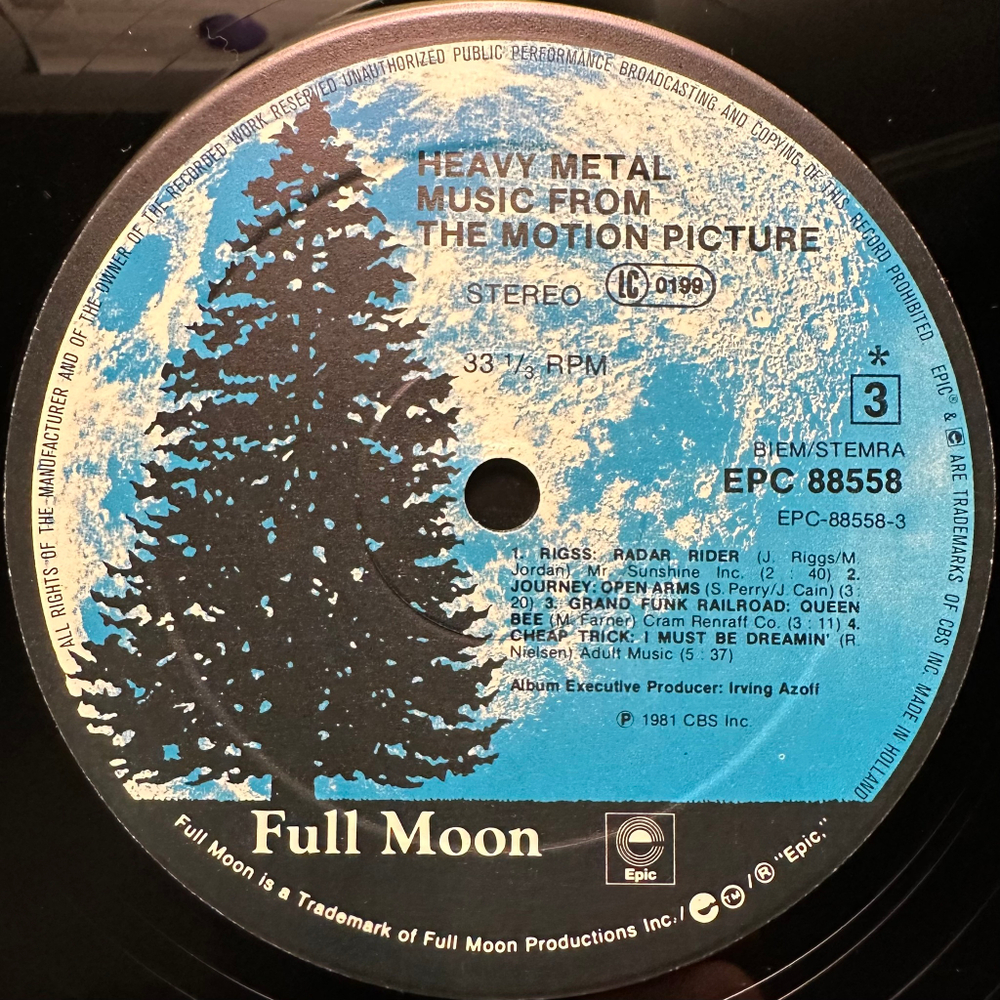 ALL RIGHTS OF THE MANUFACTURER AND OF THE OWNER OF THE RECORDED WORK RESERVED UNAUTHORIZED PUBLIC PERFORMANCE BROADCASTING AND COPYING OF THIS RECORD PROHIBITED
EPIC® & e ARE TRADEMARKS OF CBS INC. MADE IN HOLLAND
HEAVY METAL
MUSIC FROM
THE MOTION PICTURE
STEREO LC 0199
33 1/3 RPM
*
3
BIEM/STEMRA
EPC 88558
EPC-88558-3
1. RIGSS: RADAR RIDER (J. Riggs/M.
Jordan) Mr Sunshine Inc. (2 : 40) 2.
JOURNEY: OPEN ARMS (S. Perry/J. Cain) (3 :
20) 3. GRAND FUNK RAILROAD: QUEEN
BEE (M. Farner) Cram Renraff Co. (3 : 11) 4.
CHEAP TRICK: I MUST BE DREAMIN' (R.
Nielsen) Adult Music (5 : 37)
Album Executive Producer: Irving Azoff
℗ 1981 CBS Inc.
Full Moon
Epic
Full Moon is a Trademark of Full Moon Productions Inc./ e ™/® "Epic,"